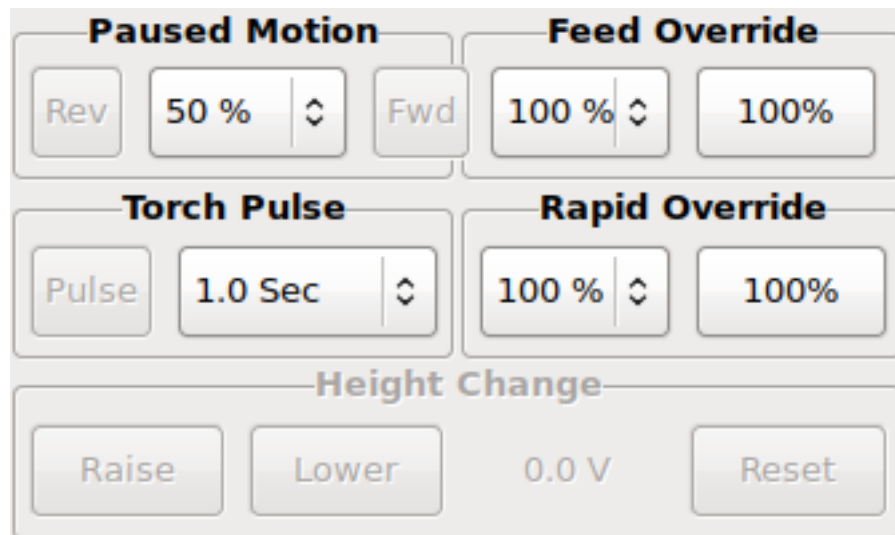 Paused Motion
Feed Override
Rev
50 %
Fwd
100 %
100%
Torch Pulse
Rapid Override
Pulse
1.0 Sec
100 %
100%
Height Change
Raise
Lower
0.0 V
Reset